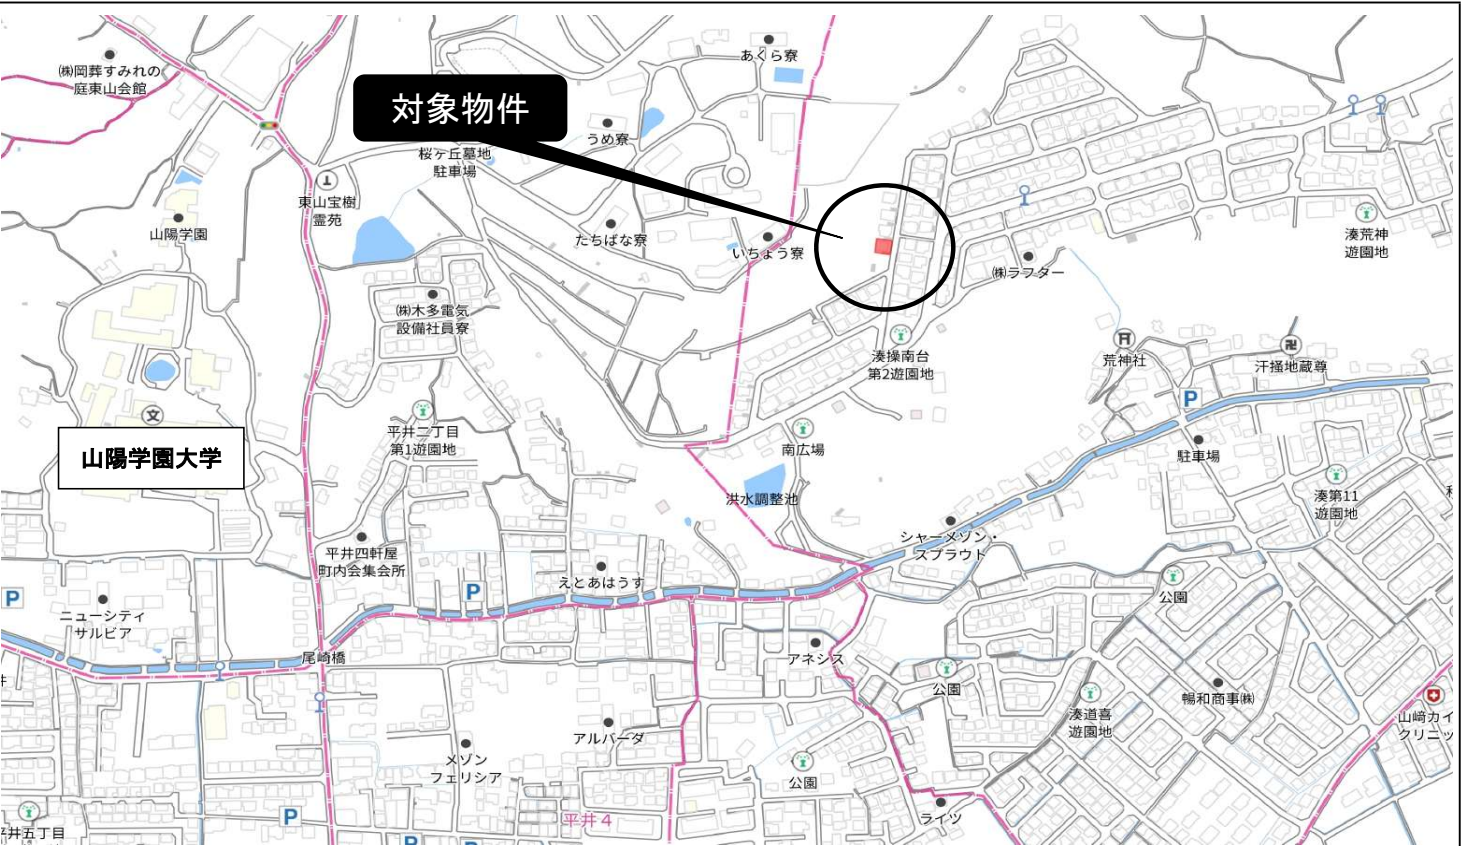 あくら寮
㈱岡葬すみれの
庭東山会館
対象物件
うめ寮
桜ヶ丘墓地
駐車場
東山宝樹
霊苑
山陽学園
たちばな寮
いちょう寮
湊荒神
遊園地
㈱ラフター
㈱木多電気
設備社員寮
湊操南台
第2遊園地
荒神社
汗掻地蔵尊
P
文
平井二丁目
第1遊園地
山陽学園大学
南広場
駐車場
洪水調整池
湊第11
遊園地
シャーメゾン・
スプラウト
平井四軒屋
町内会集会所
えとあはうす
P
P
公園
ニューシティ
サルビア
尾崎橋
アネシス
公園
暢和商事㈱
湊道喜
遊園地
山﨑カイ
クリニッ
アルバーダ
メゾン
フェリシア
公園
ライツ
平井4
P
平井五丁目
P
P